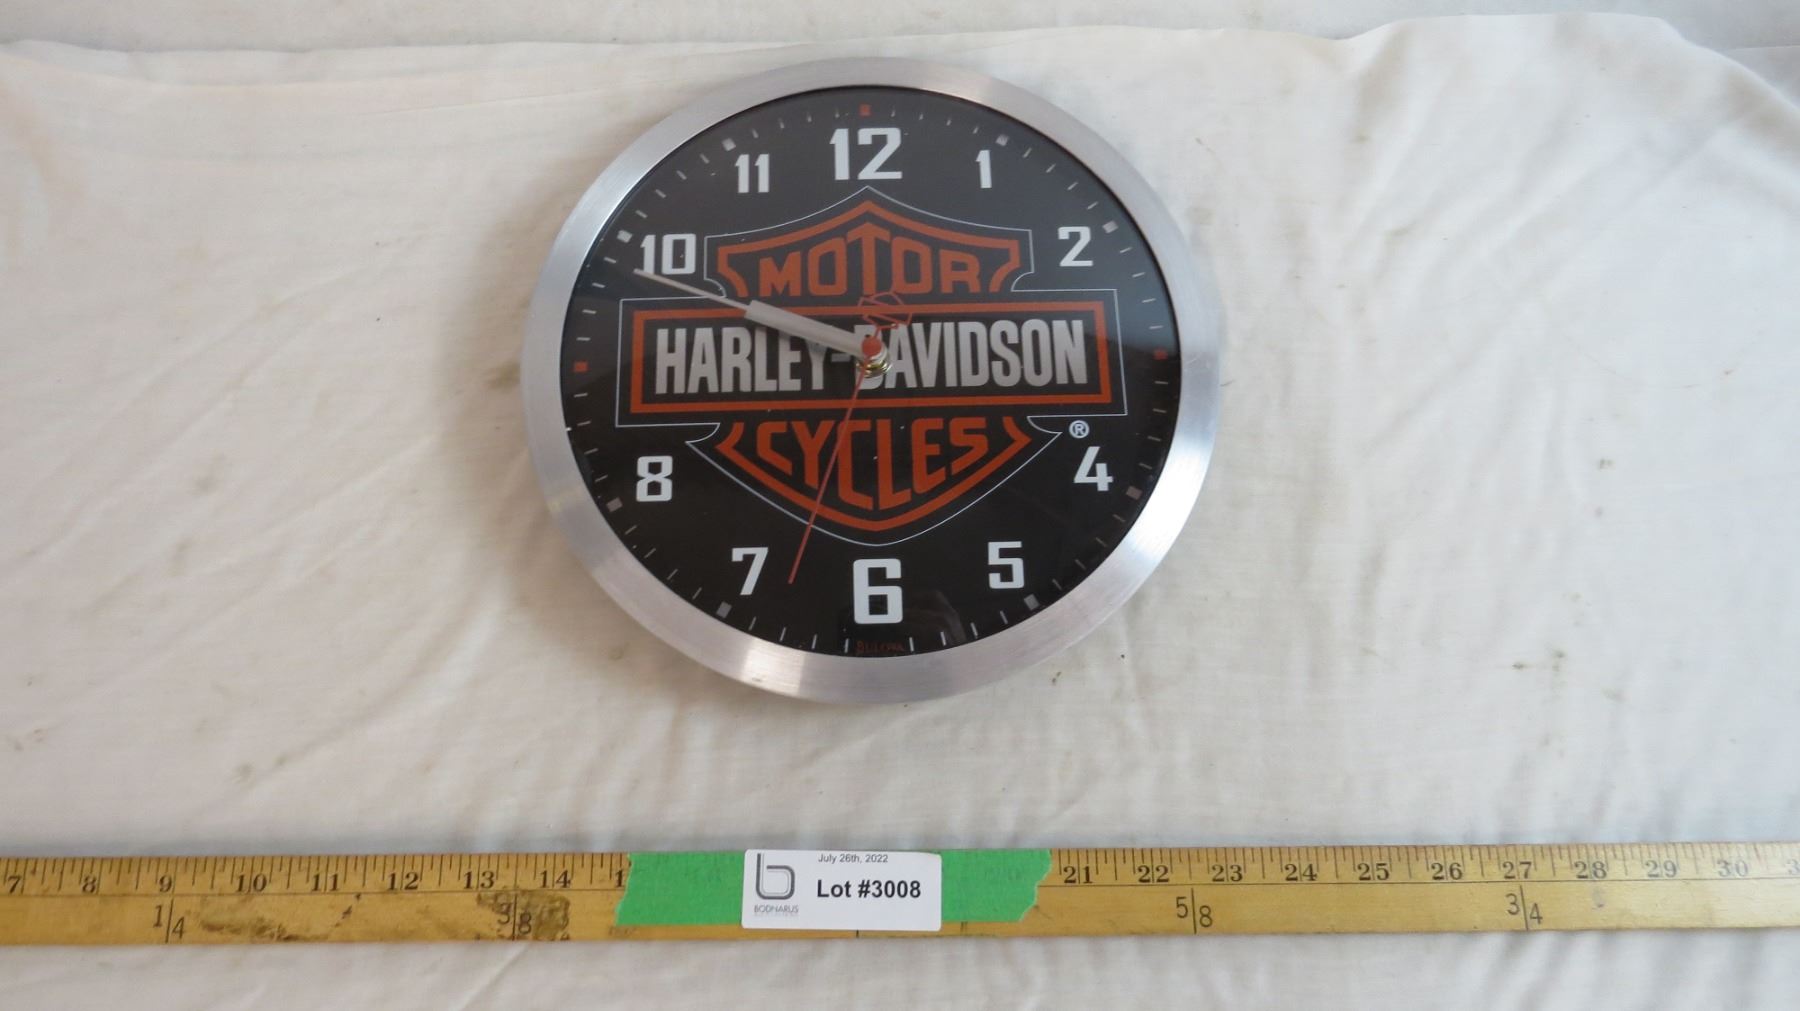 12
11 1
10 2
MOTOR
HARLEY-DAVIDSON
CYCLES ®
8 4
7 5
6
BULOVA
July 26th, 2022
Lot #3008
BODNARUS
7 8 9 10 11 12 13 14 1 21 22 23 24 25 26 27 28 29 30 3
1/4 3/8 5/8 3/4